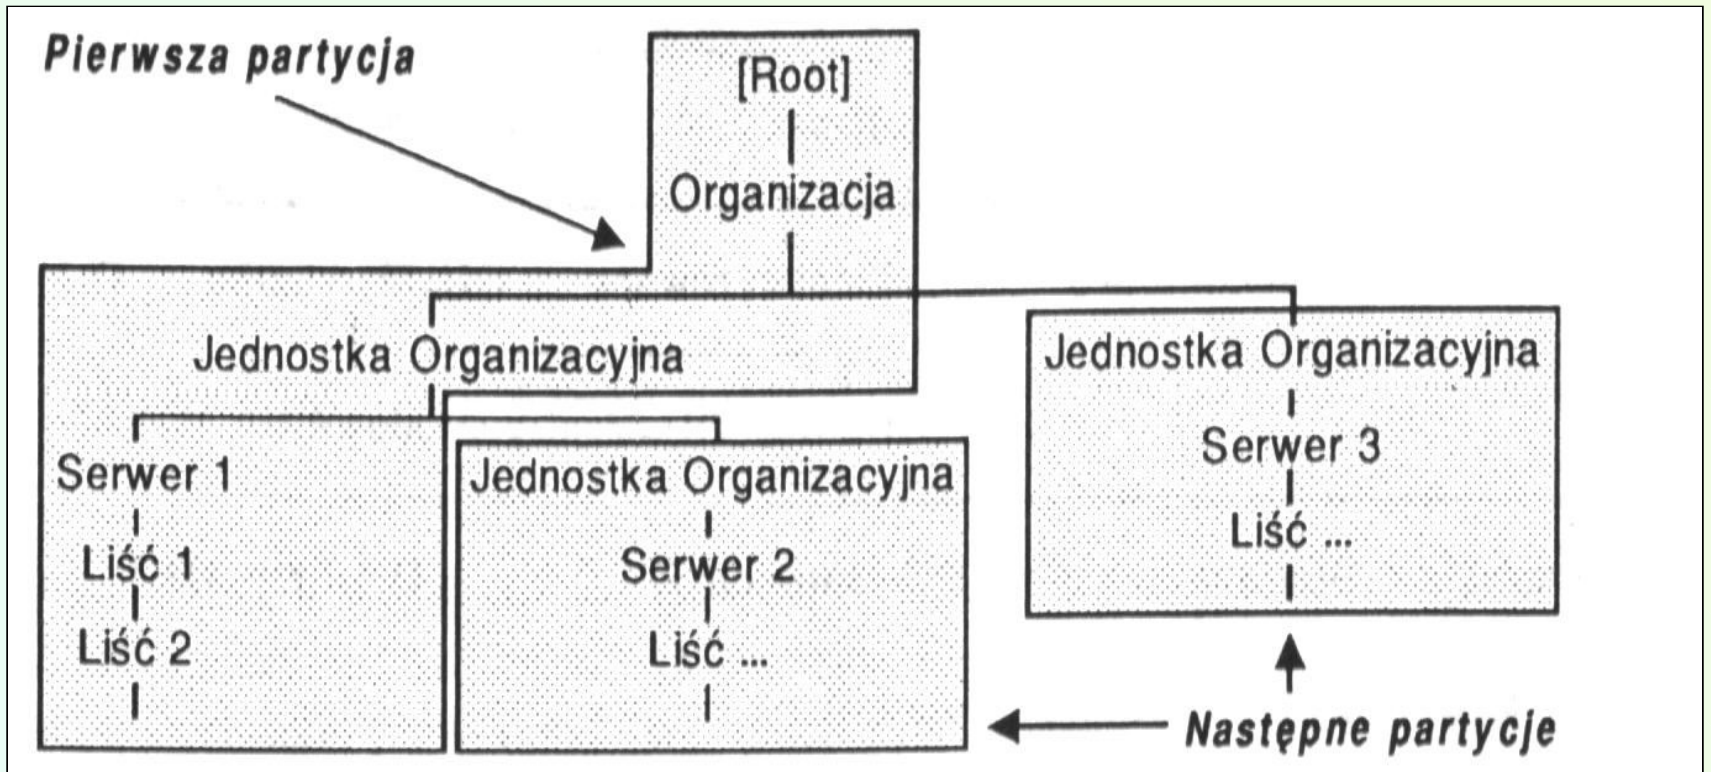 Pierwsza partycja
[Root]
Organizacja
Jednostka Organizacyjna
Jednostka Organizacyjna
Serwer 1
Liść 1
Liść 2
Jednostka Organizacyjna
Serwer 2
Liść ...
Serwer 3
Liść ...
Następne partycje